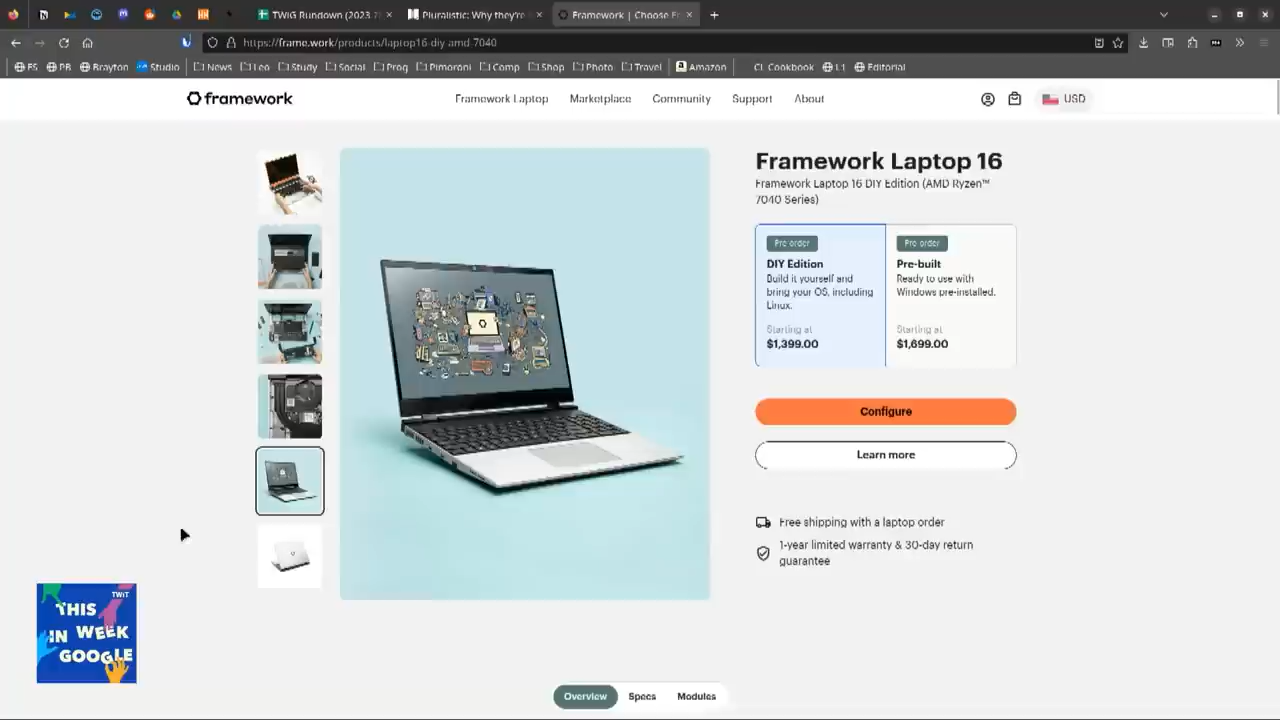 TWiG Rundown (2023-7
Pluralistic: Why they're
Framework | Choose Fr
https://frame.work/products/laptop16-diy-amd-7040
BS
PB
Brayton
Studio
News
Leo
Study
Social
Prog
Pimoroni
Comp
Shop
Photo
Travel
Amazon
CL Cookbook
L1
Editorial
framework
Framework Laptop
Marketplace
Community
Support
About
USD
Framework Laptop 16
Framework Laptop 16 DIY Edition (AMD Ryzen™
7040 Series)
Pre-order
DIY Edition
Build it yourself and
bring your OS, including
Linux.
Starting at
$1,399.00
Pre-order
Pre-built
Ready to use with
Windows pre-installed.
Starting at
$1,699.00
Configure
Learn more
Free shipping with a laptop order
1-year limited warranty & 30-day return
guarantee
TWiT
THIS
IN WEEK
GOOGLE
Overview
Specs
Modules